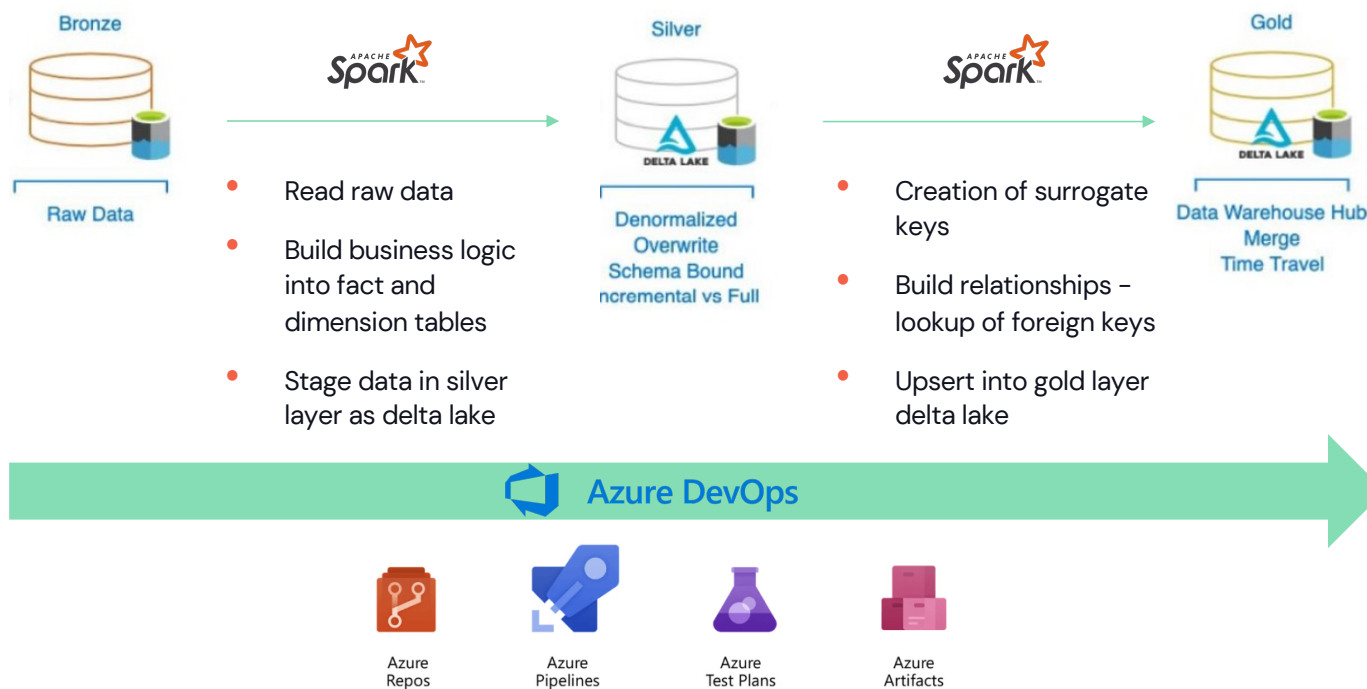 Bronze
APACHE
Spark
TM
Silver
APACHE
Spark
TM
Gold
DELTA LAKE
DELTA LAKE
Raw Data
• Read raw data
• Build business logic
into fact and
dimension tables
• Stage data in silver
layer as delta lake
Denormalized
Overwrite
Schema Bound
ncremental vs Full
• Creation of surrogate
keys
• Build relationships –
lookup of foreign keys
• Upsert into gold layer
delta lake
Data Warehouse Hub
Merge
Time Travel
Azure DevOps
Azure
Repos
Azure
Pipelines
Azure
Test Plans
Azure
Artifacts